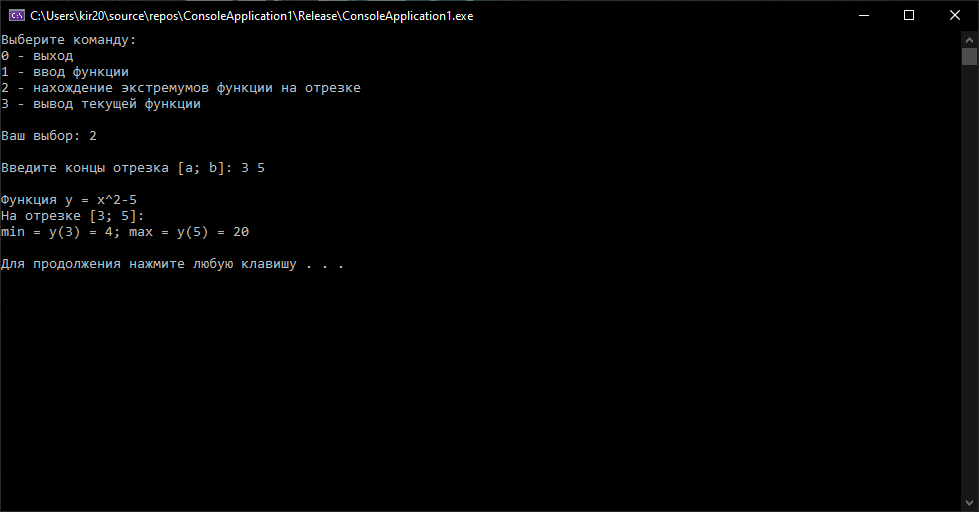 C:\Users\kir20\source\repos\ConsoleApplication1\Release\ConsoleApplication1.exe
Выберите команду:
0 - выход
1 - ввод функции
2 - нахождение экстремумов функции на отрезке
3 - вывод текущей функции
Ваш выбор: 2
Введите концы отрезка [a; b]: 3 5
Функция y = x^2-5
На отрезке [3; 5]:
min = y(3) = 4; max = y(5) = 20
Для продолжения нажмите любую клавишу . . .